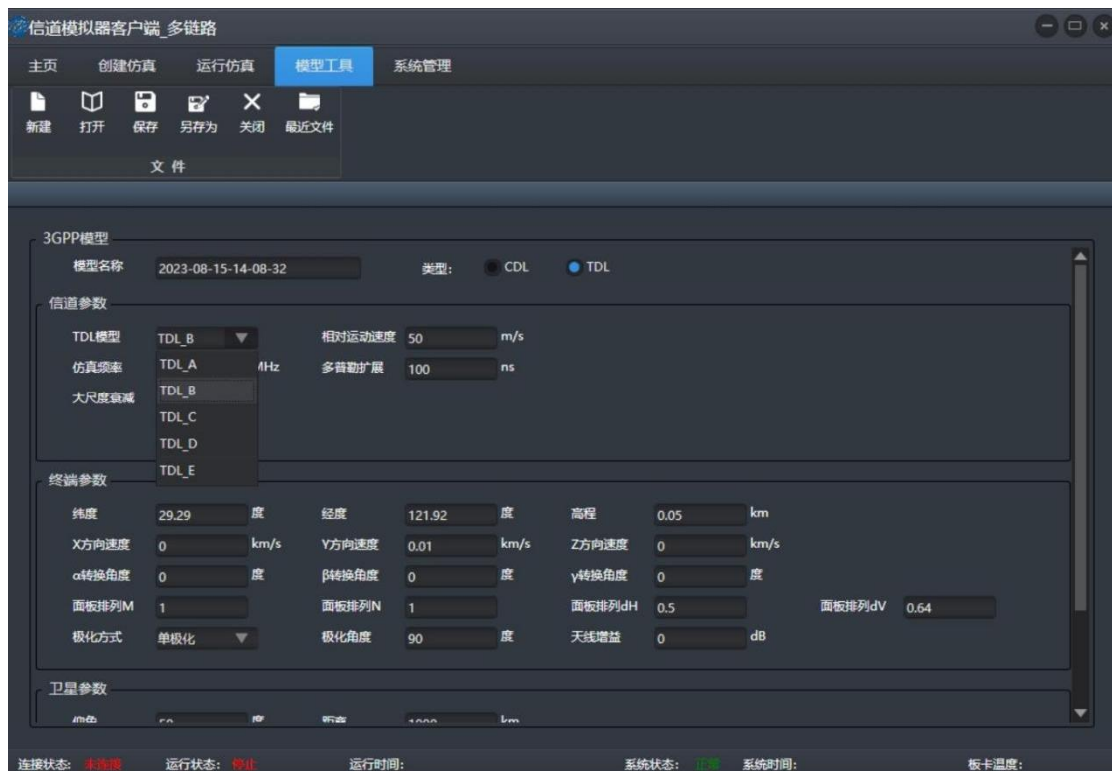 信道模拟器客户端_多链路
主页 创建仿真 运行仿真 模型工具 系统管理
新建 打开 保存 另存为 关闭 最近文件
文 件
3GPP模型
模型名称 2023-08-15-14-08-32 类型: CDL TDL
信道参数
TDL模型 TDL_B 相对运动速度 50 m/s
仿真频率 MHz 多普勒扩展 100 ns
大尺度衰减
TDL_A
TDL_B
TDL_C
TDL_D
TDL_E
终端参数
纬度 29.29 度 经度 121.92 度 高程 0.05 km
X方向速度 0 km/s Y方向速度 0.01 km/s Z方向速度 0 km/s
α转换角度 0 度 β转换角度 0 度 γ转换角度 0 度
面板排列M 1 面板排列N 1 面板排列dH 0.5 面板排列dV 0.64
极化方式 单极化 极化角度 90 度 天线增益 0 dB
卫星参数
仰角 50 度 距离 1000 km
连接状态: 未连接 运行状态: 停止 运行时间: 系统状态: 正常 系统时间: 板卡温度: